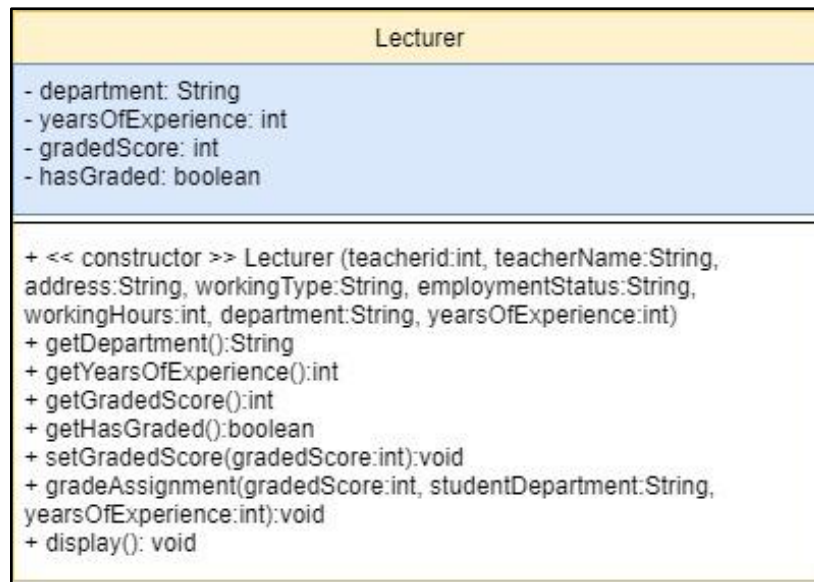 Lecturer
- department: String
- yearsOfExperience: int
- gradedScore: int
- hasGraded: boolean
+ << constructor >> Lecturer (teacherid:int, teacherName:String,
address:String, workingType:String, employmentStatus:String,
workingHours:int, department:String, yearsOfExperience:int)
+ getDepartment():String
+ getYearsOfExperience():int
+ getGradedScore():int
+ getHasGraded():boolean
+ setGradedScore(gradedScore:int):void
+ gradeAssignment(gradedScore:int, studentDepartment:String,
yearsOfExperience:int):void
+ display(): void